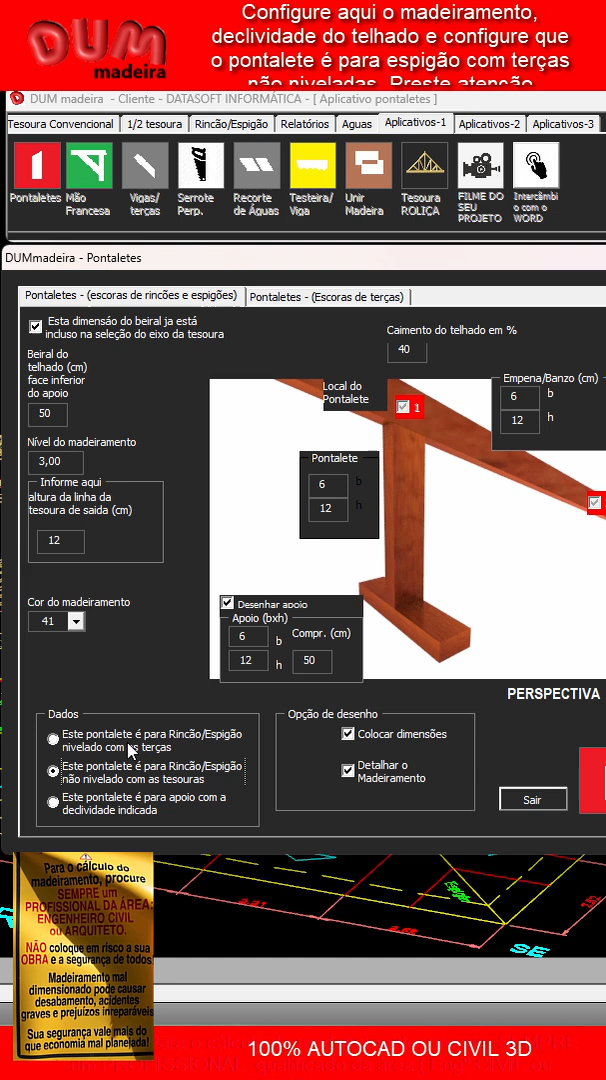 DUM
madeira
Configure aqui o madeiramento,
declividade do telhado e configure que
o pontalete é para espigão com terças
não niveladas. Preste atenção
DUM madeira - Cliente - DATASOFT INFORMÁTICA - [ Aplicativo pontaletes ]
Tesoura Convencional
1/2 tesoura
Rincão/Espigão
Relatórios
Aguas
Aplicativos-1
Aplicativos-2
Aplicativos-3
Pontaletes
Mão
Francesa
Vigas/
terças
Serrote
Perp.
Recorte
de Águas
Testeira/
Viga
Unir
Madeira
Tesoura
ROLIÇA
FILME DO
SEU
PROJETO
Intercâmbi
o com o
WORD
DUMmadeira - Pontaletes
Pontaletes - (escoras de rincões e espigões)
Pontaletes - (Escoras de terças)
Esta dimensáo do beiral ja está
incluso na seleção do eixo da tesoura
Caimento do telhado em %
40
Beiral do
telhado (cm)
face inferior
do apoio
50
Local do
Pontalete
1
Empena/Banzo (cm)
6 b
12 h
Nível do madeiramento
3,00
Informe aqui
altura da linha da
tesoura de saida (cm)
12
Pontalete
6 b
12 h
Cor do madeiramento
41
Desenhar apoio
Apoio (bxh)
6 b
12 h
Compr. (cm)
50
PERSPECTIVA
Dados
Este pontalete é para Rincão/Espigão
nivelado com as terças
Este pontalete é para Rincão/Espigão
não nivelado com as tesouras
Este pontalete é para apoio com a
declividade indicada
Opção de desenho
Colocar dimensões
Detalhar o
Madeiramento
Sair
Para o cálculo do
madeiramento, procure
SEMPRE um
PROFISSIONAL DA ÁREA:
ENGENHEIRO CIVIL
ou ARQUITETO.
NÃO coloque em risco a sua
OBRA e a segurança de todos!
Madeiramento mal
dimensionado pode causar
desabamento, acidentes
graves e prejuízos irreparáveis
Sua segurança vale mais do
que economia mal planejada!
SE
100% AUTOCAD OU CIVIL 3D